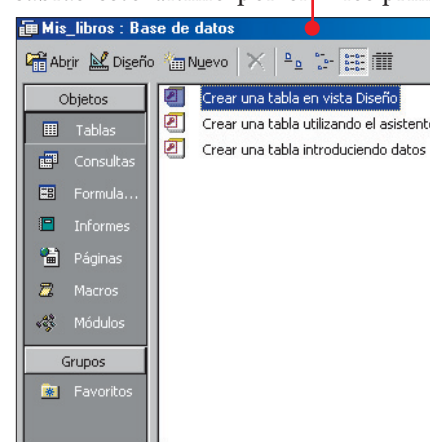 Mis_libros : Base de datos
Abrir Diseño Nuevo
Objetos
Tablas
Consultas
Formula...
Informes
Páginas
Macros
Módulos
Grupos
Favoritos
Crear una tabla en vista Diseño
Crear una tabla utilizando el asistente
Crear una tabla introduciendo datos